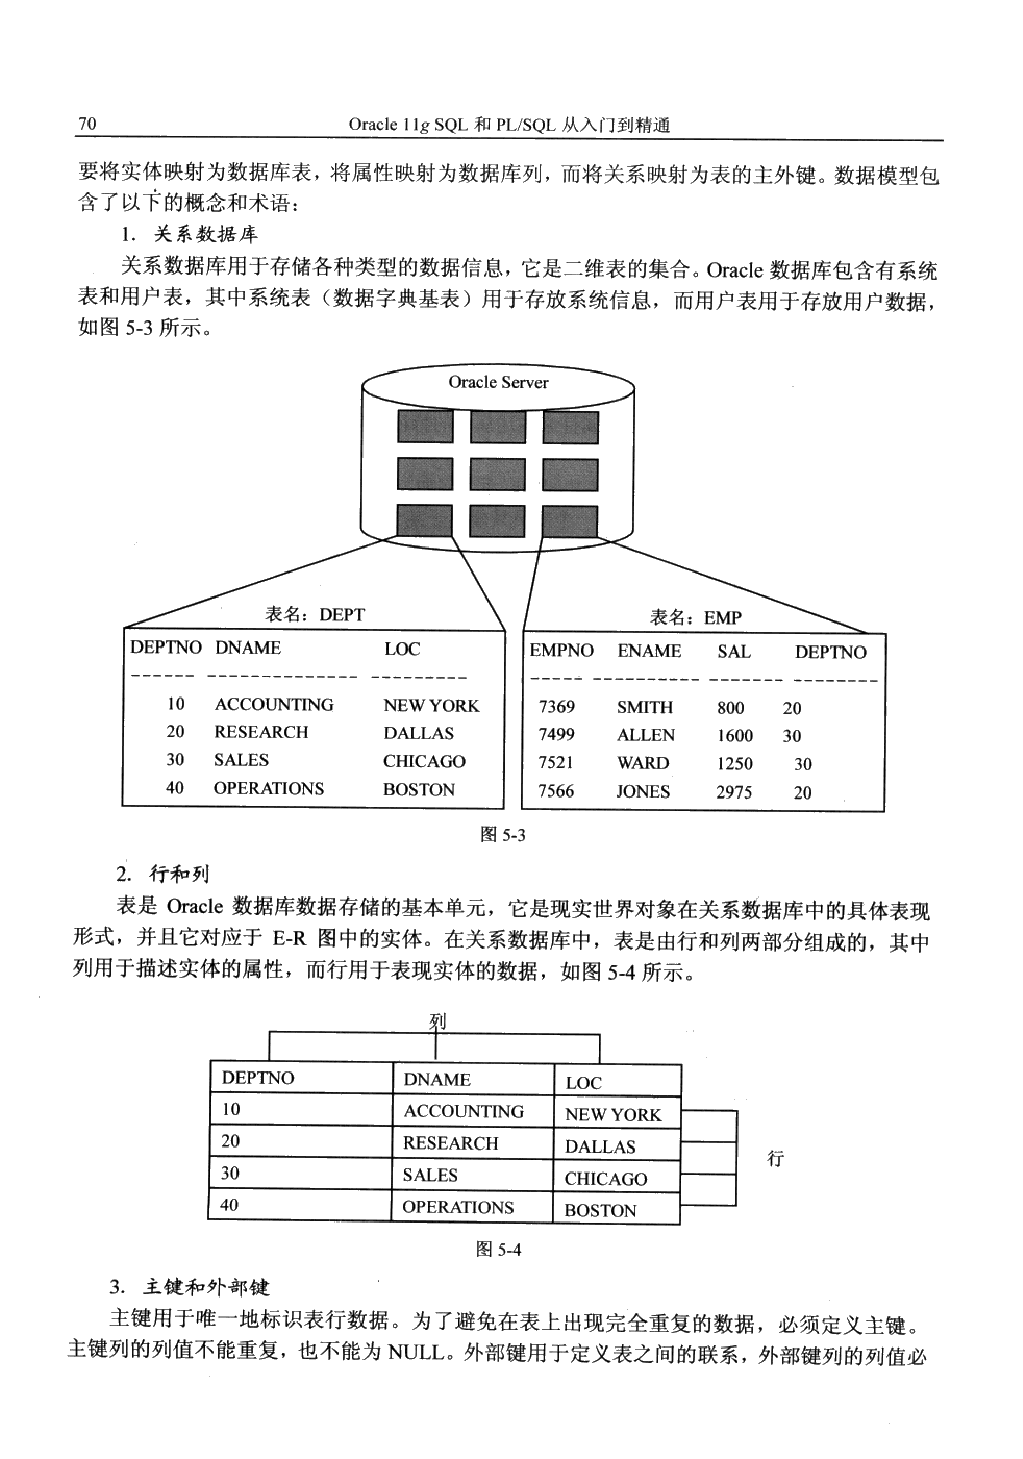 70 Oracle 11g SQL 和 PL/SQL 从入门到精通
要将实体映射为数据库表，将属性映射为数据库列，而将关系映射为表的主外键。数据模型包
含了以下的概念和术语：
1. 关系数据库
关系数据库用于存储各种类型的数据信息，它是二维表的集合。Oracle 数据库包含有系统
表和用户表，其中系统表（数据字典基表）用于存放系统信息，而用户表用于存放用户数据，
如图 5-3 所示。
Oracle Server
表名：DEPT
DEPTNO DNAME LOC
------ --------------- ---------
10 ACCOUNTING NEW YORK
20 RESEARCH DALLAS
30 SALES CHICAGO
40 OPERATIONS BOSTON
表名：EMP
EMPNO ENAME SAL DEPTNO
----- ---------- ------- --------
7369 SMITH 800 20
7499 ALLEN 1600 30
7521 WARD 1250 30
7566 JONES 2975 20
图 5-3
2. 行和列
表是 Oracle 数据库数据存储的基本单元，它是现实世界对象在关系数据库中的具体表现
形式，并且它对应于 E-R 图中的实体。在关系数据库中，表是由行和列两部分组成的，其中
列用于描述实体的属性，而行用于表现实体的数据，如图 5-4 所示。
列
DEPTNO DNAME LOC
10 ACCOUNTING NEW YORK
20 RESEARCH DALLAS
30 SALES CHICAGO
40 OPERATIONS BOSTON
行
图 5-4
3. 主键和外部键
主键用于唯一地标识表行数据。为了避免在表上出现完全重复的数据，必须定义主键。
主键列的列值不能重复，也不能为 NULL。外部键用于定义表之间的联系，外部键列的列值必